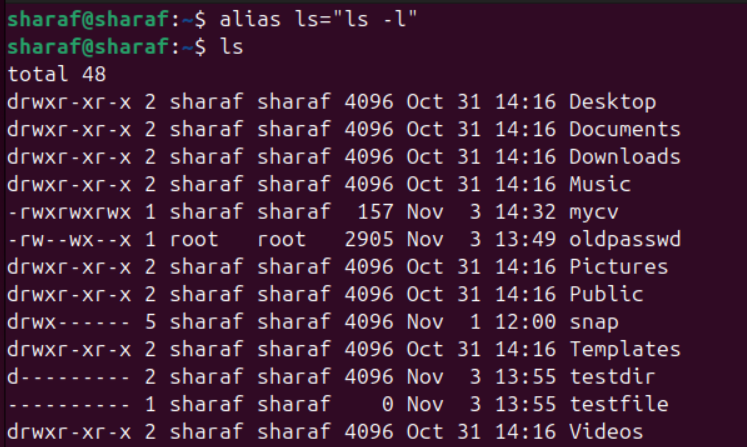 sharaf@sharaf:~$ alias ls="ls -l"
sharaf@sharaf:~$ ls
total 48
drwxr-xr-x 2 sharaf sharaf 4096 Oct 31 14:16 Desktop
drwxr-xr-x 2 sharaf sharaf 4096 Oct 31 14:16 Documents
drwxr-xr-x 2 sharaf sharaf 4096 Oct 31 14:16 Downloads
drwxr-xr-x 2 sharaf sharaf 4096 Oct 31 14:16 Music
-rwxrwxrwx 1 sharaf sharaf  157 Nov  3 14:32 mycv
-rw--wx--x 1 root   root   2905 Nov  3 13:49 oldpasswd
drwxr-xr-x 2 sharaf sharaf 4096 Oct 31 14:16 Pictures
drwxr-xr-x 2 sharaf sharaf 4096 Oct 31 14:16 Public
drwx------ 5 sharaf sharaf 4096 Nov  1 12:00 snap
drwxr-xr-x 2 sharaf sharaf 4096 Oct 31 14:16 Templates
d--------- 2 sharaf sharaf 4096 Nov  3 13:55 testdir
---------- 1 sharaf sharaf    0 Nov  3 13:55 testfile
drwxr-xr-x 2 sharaf sharaf 4096 Oct 31 14:16 Videos